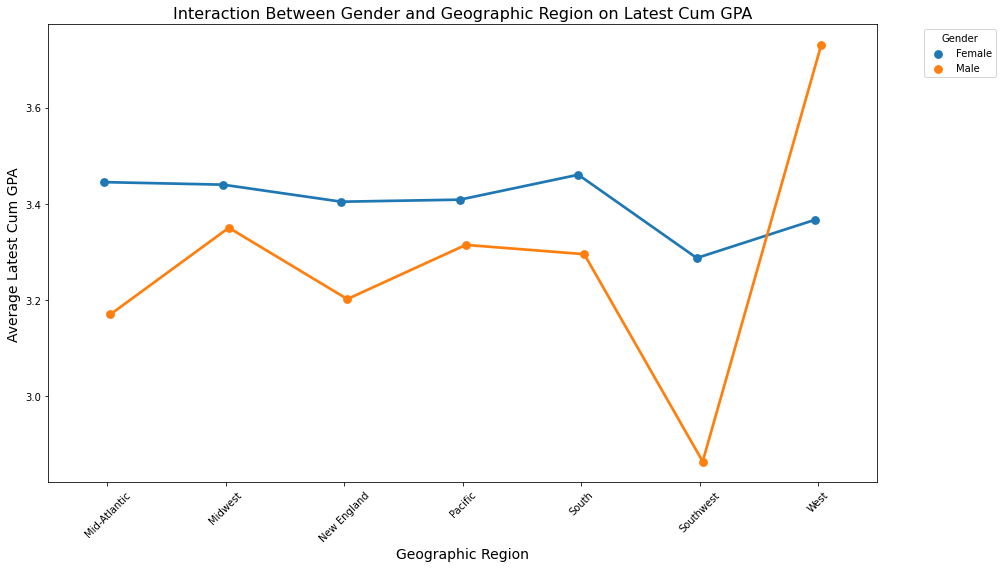 Interaction Between Gender and Geographic Region on Latest Cum GPA
Gender
Female
Male
Average Latest Cum GPA
3.6
3.4
3.2
3.0
Mid-Atlantic
Midwest
New England
Pacific
South
Southwest
West
Geographic Region